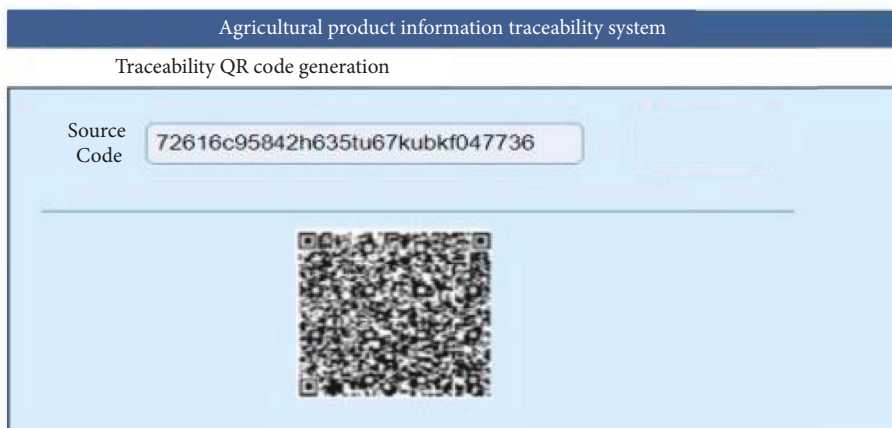 Agricultural product information traceability system
Traceability QR code generation
Source
Code
72616c95842h635tu67kubkf047736